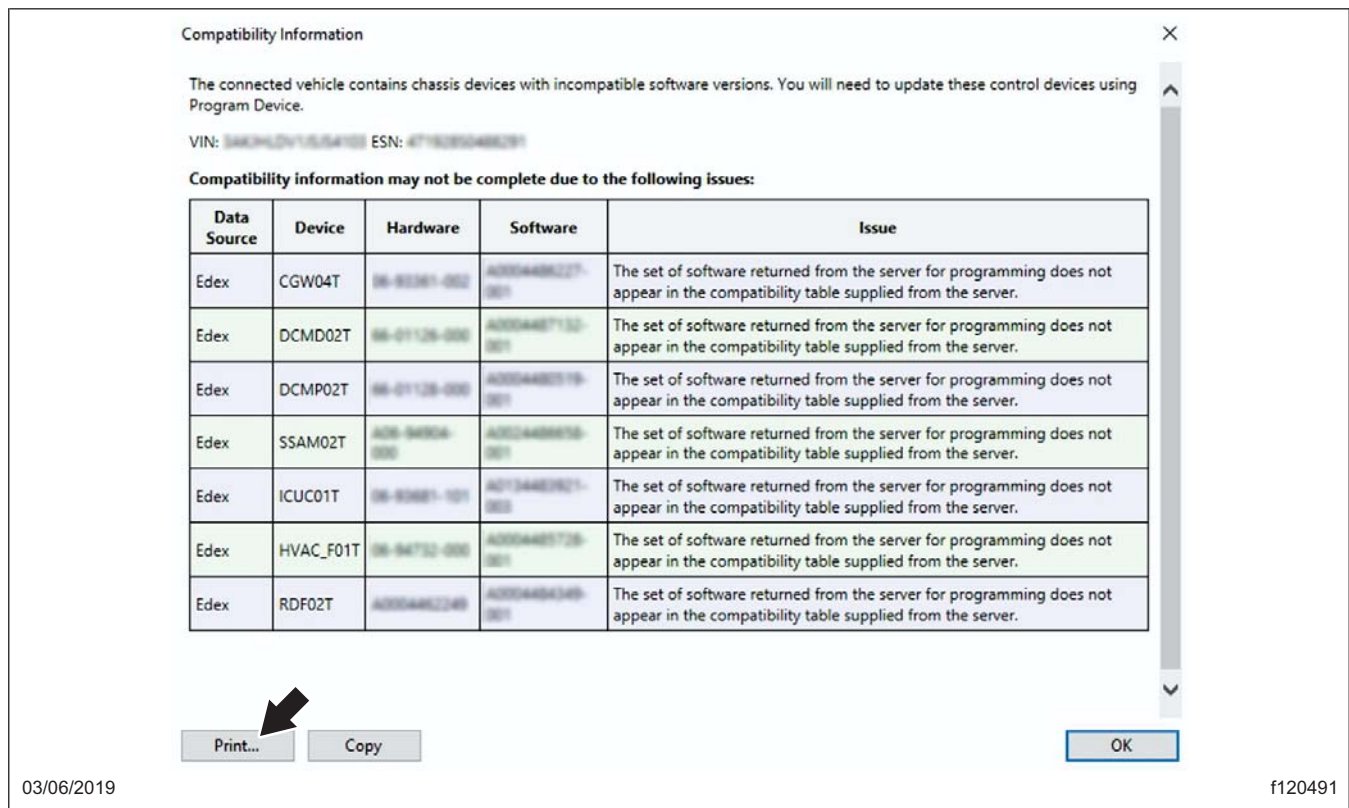 Compatibility Information
The connected vehicle contains chassis devices with incompatible software versions. You will need to update these control devices using
Program Device.
VIN: ESN:
Compatibility information may not be complete due to the following issues:
Data Source Device Hardware Software Issue
Edex CGW04T The set of software returned from the server for programming does not
appear in the compatibility table supplied from the server.
Edex DCMD02T The set of software returned from the server for programming does not
appear in the compatibility table supplied from the server.
Edex DCMP02T The set of software returned from the server for programming does not
appear in the compatibility table supplied from the server.
Edex SSAM02T The set of software returned from the server for programming does not
appear in the compatibility table supplied from the server.
Edex ICUC01T The set of software returned from the server for programming does not
appear in the compatibility table supplied from the server.
Edex HVAC_F01T The set of software returned from the server for programming does not
appear in the compatibility table supplied from the server.
Edex RDF02T The set of software returned from the server for programming does not
appear in the compatibility table supplied from the server.
Print... Copy OK
03/06/2019 f120491